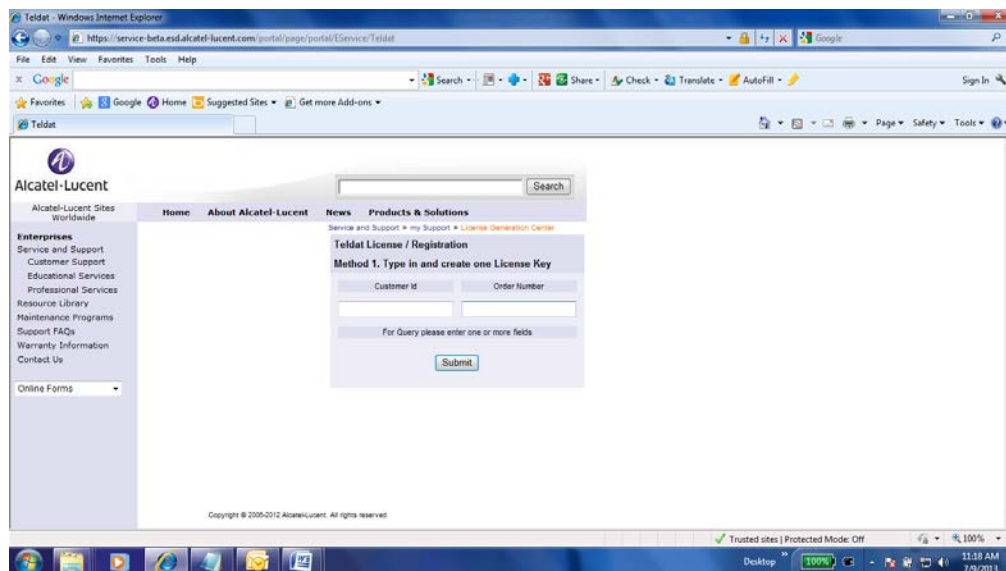 Teldat - Windows Internet Explorer
https://service-beta.esd.alcatel-lucent.com/portal/page/portal/EService/Teldat
Google
File Edit View Favorites Tools Help
x Google
Search
Share
Check
Translate
AutoFill
Sign In
Favorites
Google
Home
Suggested Sites
Get more Add-ons
Teldat
Page
Safety
Tools
Alcatel-Lucent
Search
Alcatel-Lucent Sites
Worldwide
Home About Alcatel-Lucent News Products & Solutions
Service and Support » my Support » License Generation Center
Enterprises
Service and Support
Customer Support
Educational Services
Professional Services
Resource Library
Maintenance Programs
Support FAQs
Warranty Information
Contact Us
Online Forms
Teldat License / Registration
Method 1. Type in and create one License Key
Customer Id Order Number
For Query please enter one or more fields
Submit
Copyright © 2006-2012 Alcatel-Lucent. All rights reserved.
Trusted sites | Protected Mode: Off
100%
Desktop
100%
11:18 AM
7/9/2013